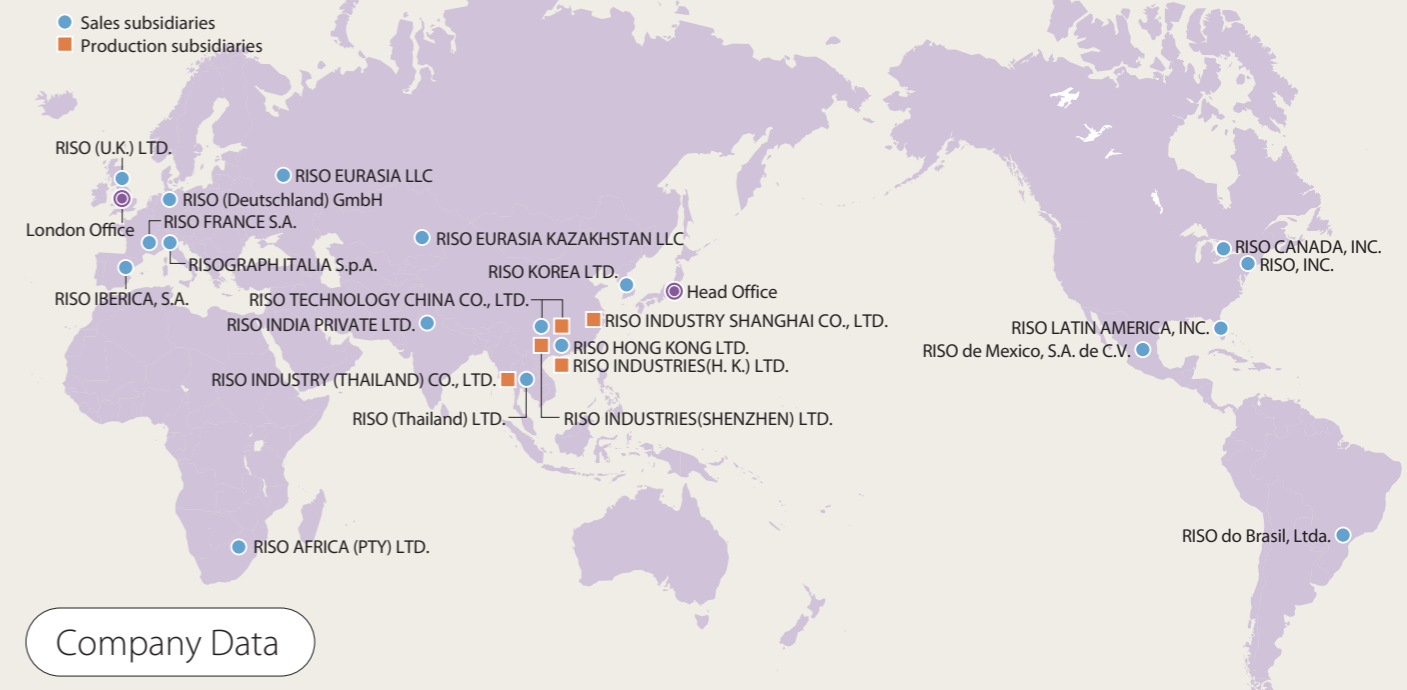 Sales subsidiaries
Production subsidiaries
RISO (U.K.) LTD.
RISO EURASIA LLC
RISO (Deutschland) GmbH
London Office
RISO FRANCE S.A.
RISO EURASIA KAZAKHSTAN LLC
RISOGRAPH ITALIA S.p.A.
RISO KOREA LTD.
RISO IBERICA, S.A.
RISO TECHNOLOGY CHINA CO., LTD.
Head Office
RISO INDIA PRIVATE LTD.
RISO INDUSTRY SHANGHAI CO., LTD.
RISO HONG KONG LTD.
RISO INDUSTRIES(H. K.) LTD.
RISO INDUSTRY (THAILAND) CO., LTD.
RISO (Thailand) LTD.
RISO INDUSTRIES(SHENZHEN) LTD.
RISO AFRICA (PTY) LTD.
RISO CANADA, INC.
RISO, INC.
RISO LATIN AMERICA, INC.
RISO de Mexico, S.A. de C.V.
RISO do Brasil, Ltda.
Company Data